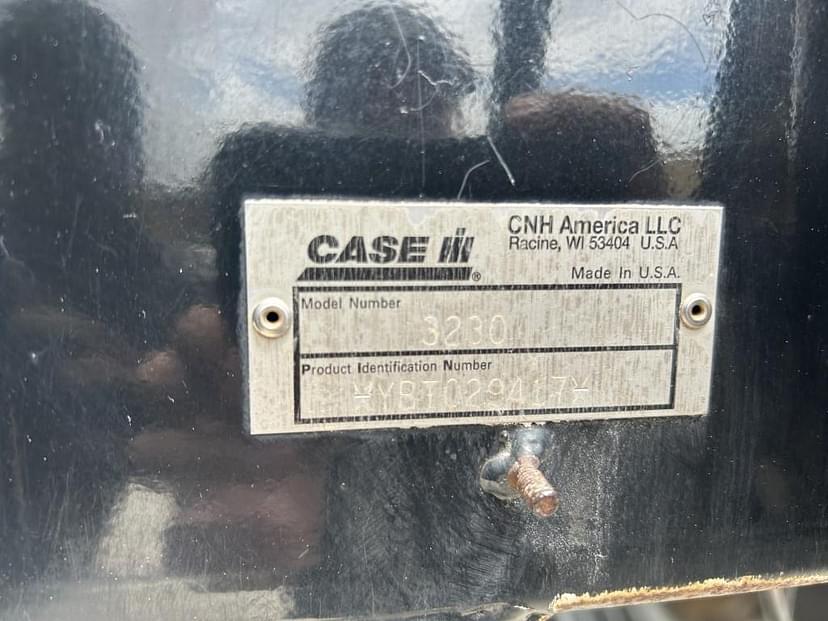 CASE IH®
CNH America LLC
Racine, WI 53404 U.S.A
Made In U.S.A.
Model Number
3230
Product Identification Number
*YBT029417*